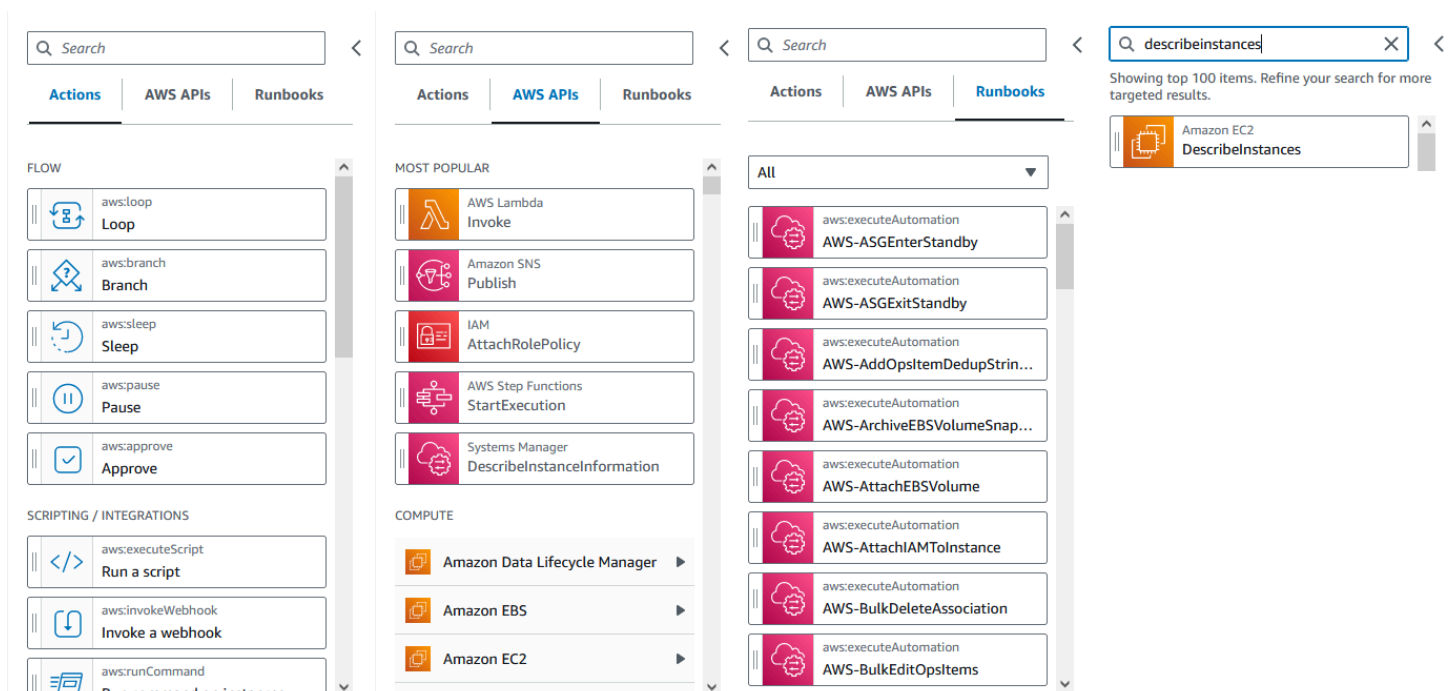 Search
Actions
AWS APIs
Runbooks
FLOW
aws:loop
Loop
aws:branch
Branch
aws:sleep
Sleep
aws:pause
Pause
aws:approve
Approve
SCRIPTING / INTEGRATIONS
aws:executeScript
Run a script
aws:invokeWebhook
Invoke a webhook
aws:runCommand
Search
Actions
AWS APIs
Runbooks
MOST POPULAR
AWS Lambda
Invoke
Amazon SNS
Publish
IAM
AttachRolePolicy
AWS Step Functions
StartExecution
Systems Manager
DescribeInstanceInformation
COMPUTE
Amazon Data Lifecycle Manager
Amazon EBS
Amazon EC2
Search
Actions
AWS APIs
Runbooks
All
aws:executeAutomation
AWS-ASGEnterStandby
aws:executeAutomation
AWS-ASGExitStandby
aws:executeAutomation
AWS-AddOpsItemDedupStrin...
aws:executeAutomation
AWS-ArchiveEBSVolumeSnap...
aws:executeAutomation
AWS-AttachEBSVolume
aws:executeAutomation
AWS-AttachIAMToInstance
aws:executeAutomation
AWS-BulkDeleteAssociation
aws:executeAutomation
AWS-BulkEditOpsItems
describeinstances
Showing top 100 items. Refine your search for more
targeted results.
Amazon EC2
DescribeInstances